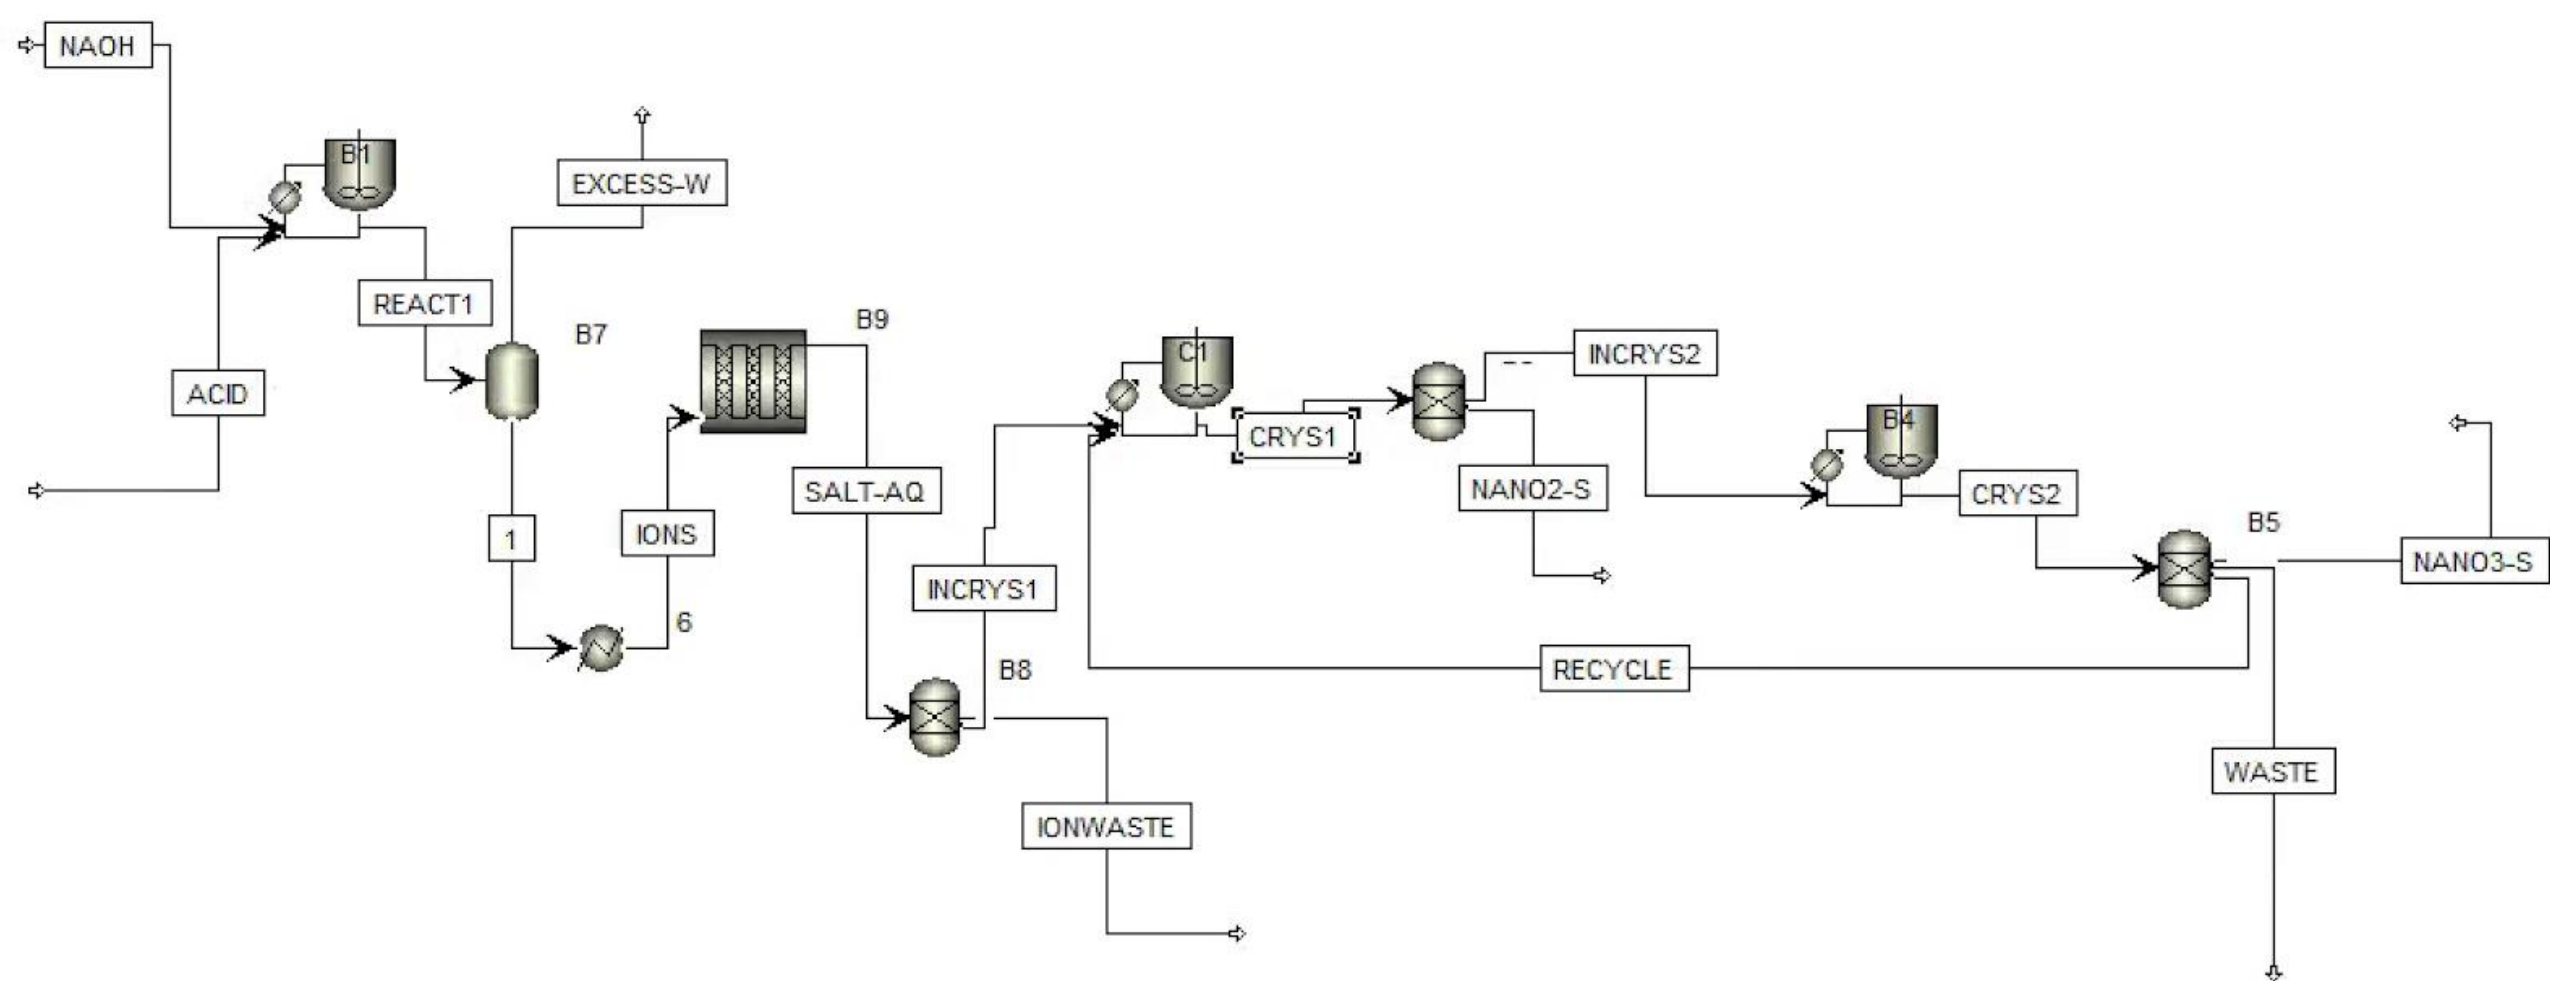 NAOH
B1
EXCESS-W
REACT1
B7
B9
ACID
C1
INCRYS2
CRYS1
B4
SALT-AQ
NANO2-S
CRYS2
1
IONS
B5
INCRYS1
NANO3-S
6
B8
RECYCLE
WASTE
IONWASTE